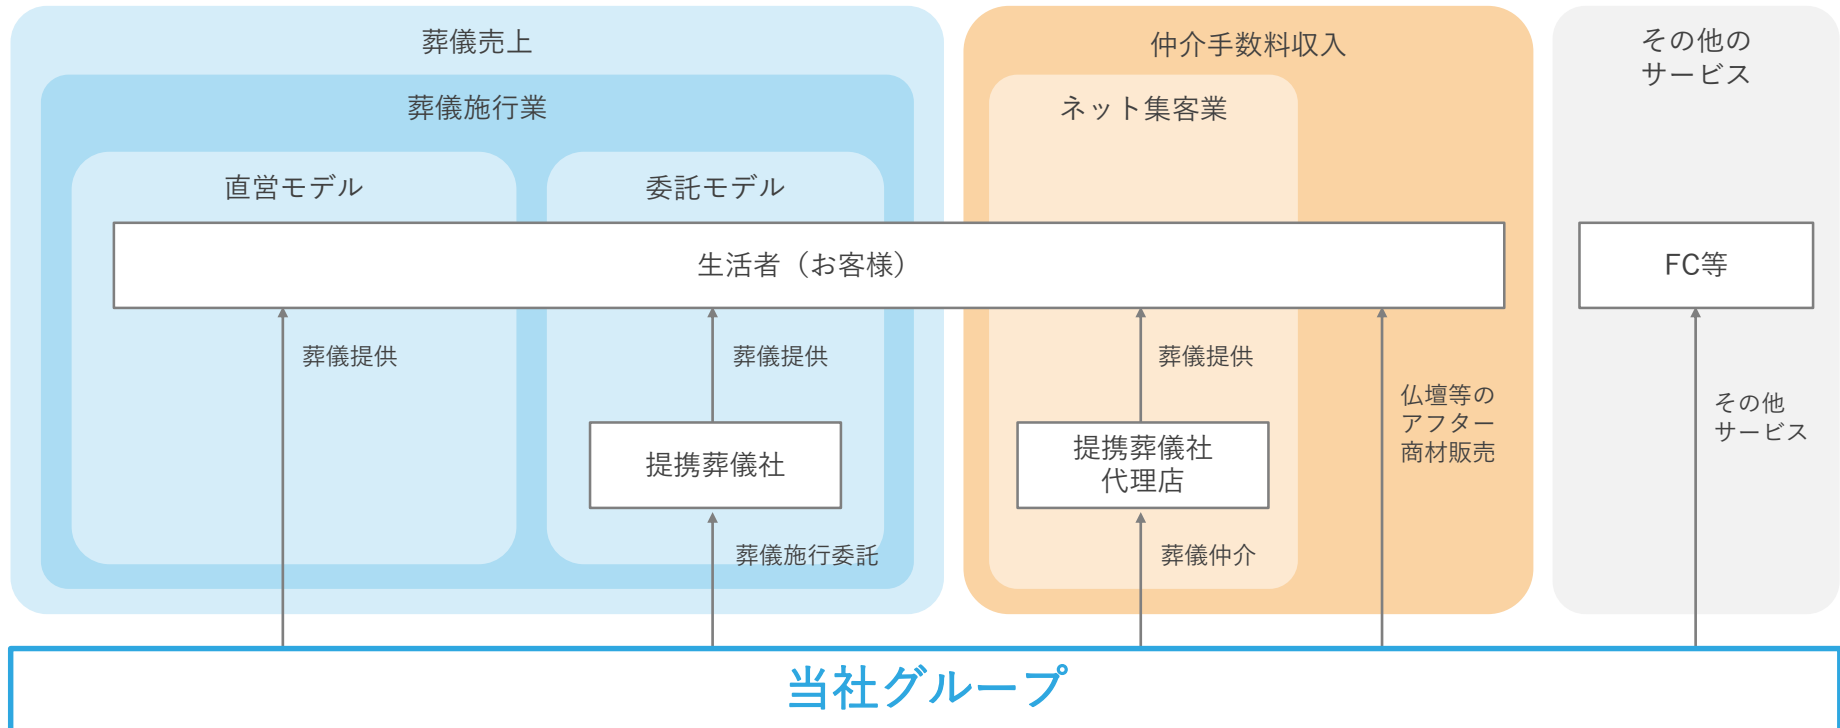 葬儀売上
葬儀施行業
直営モデル
委託モデル
仲介手数料収入
ネット集客業
その他の
サービス
生活者（お客様）
FC等
葬儀提供
葬儀提供
葬儀提供
仏壇等の
アフター
商材販売
その他
サービス
提携葬儀社
提携葬儀社
代理店
葬儀施行委託
葬儀仲介
当社グループ